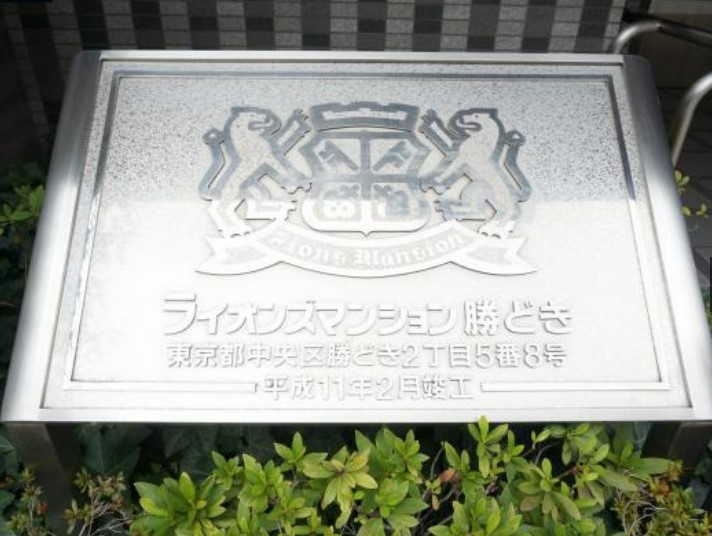 Lions Mansion
ライオンズマンション 勝どき
東京都中央区勝どき2丁目5番8号
平成11年2月竣工